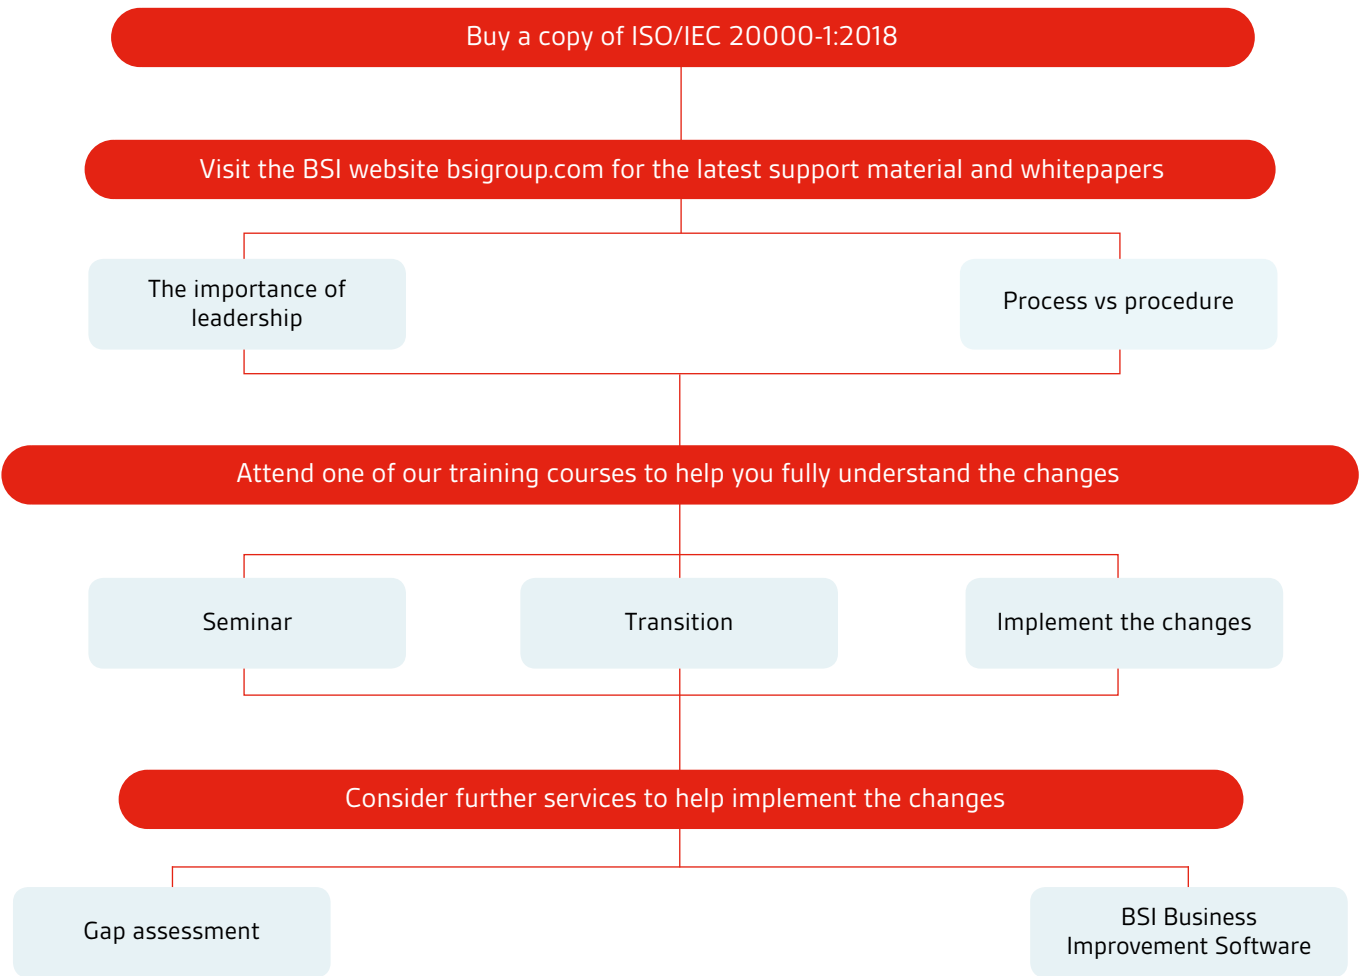 Buy a copy of ISO/IEC 20000-1:2018
Visit the BSI website bsigroup.com for the latest support material and whitepapers
The importance of
leadership
Process vs procedure
Attend one of our training courses to help you fully understand the changes
Seminar
Transition
Implement the changes
Consider further services to help implement the changes
Gap assessment
BSI Business
Improvement Software